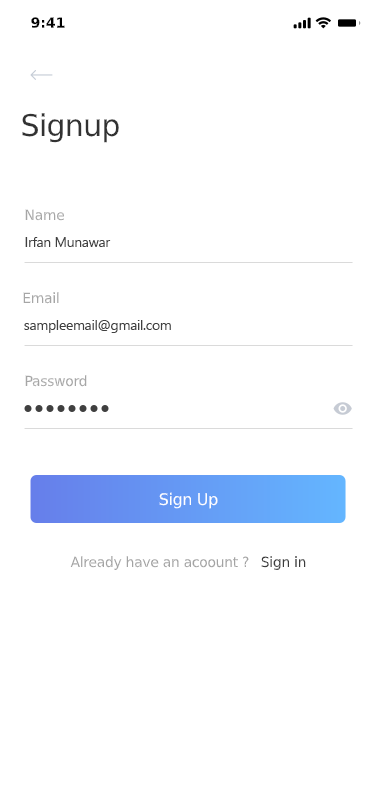 9:41
Signup
Name
Irfan Munawar
Email
sampleemail@gmail.com
Password
Sign Up
Already have an acoount ? Sign in